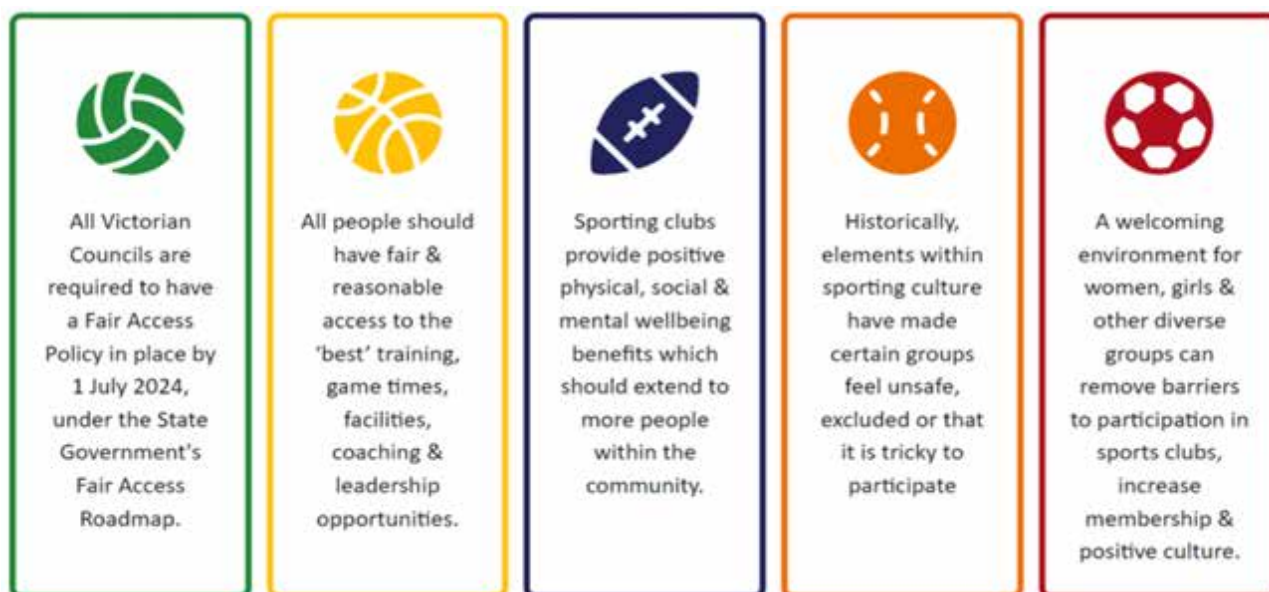 All Victorian
Councils are
required to have
a Fair Access
Policy in place by
1 July 2024,
under the State
Government's
Fair Access
Roadmap.
All people should
have fair &
reasonable
access to the
‘best’ training,
game times,
facilities,
coaching &
leadership
opportunities.
Sporting clubs
provide positive
physical, social &
mental wellbeing
benefits which
should extend to
more people
within the
community.
Historically,
elements within
sporting culture
have made
certain groups
feel unsafe,
excluded or that
it is tricky to
participate
A welcoming
environment for
women, girls &
other diverse
groups can
remove barriers
to participation in
sports clubs,
increase
membership &
positive culture.